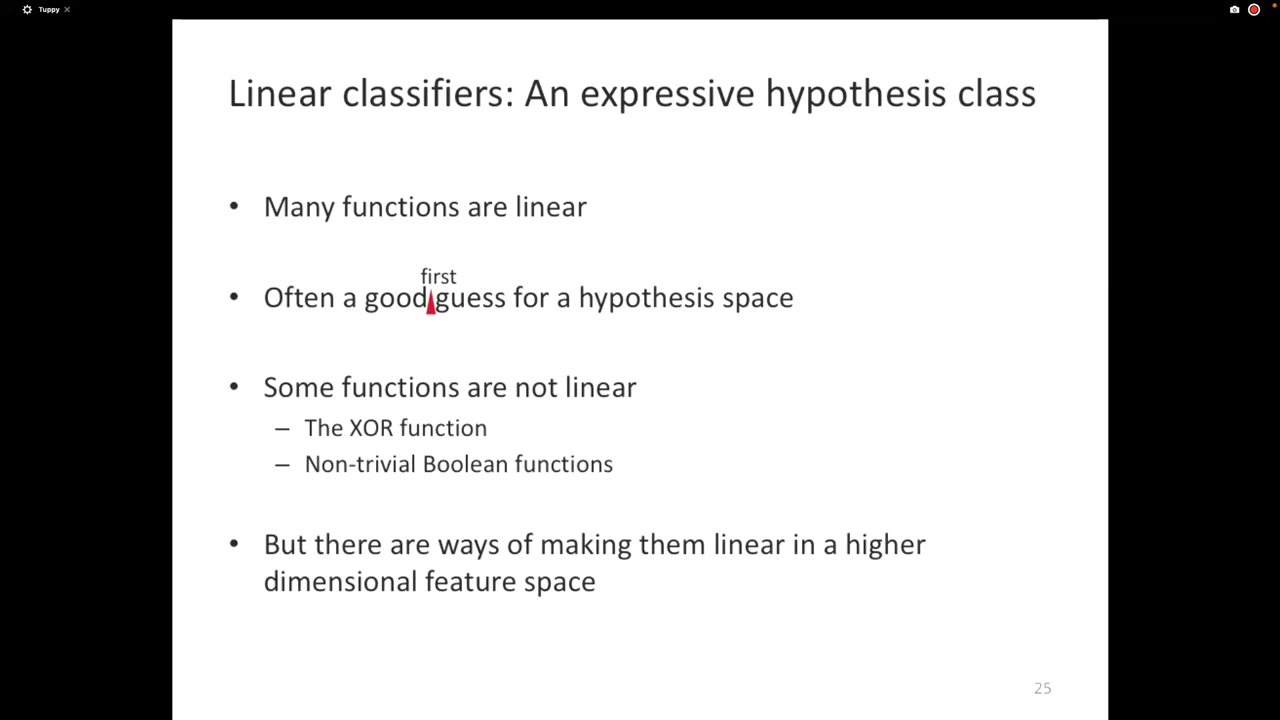 Tuppy
Linear classifiers: An expressive hypothesis class
• Many functions are linear
first
• Often a good guess for a hypothesis space
• Some functions are not linear
– The XOR function
– Non-trivial Boolean functions
• But there are ways of making them linear in a higher
dimensional feature space
25